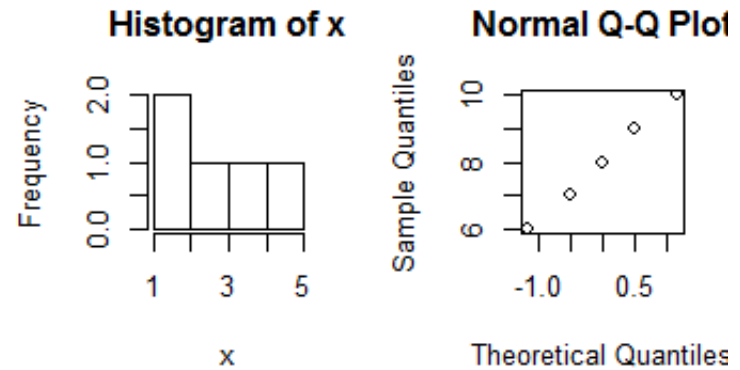 Histogram of x
Frequency
0.0 1.0 2.0
1 3 5
x
Normal Q-Q Plot
Sample Quantiles
6 8 10
-1.0 0.5
Theoretical Quantiles